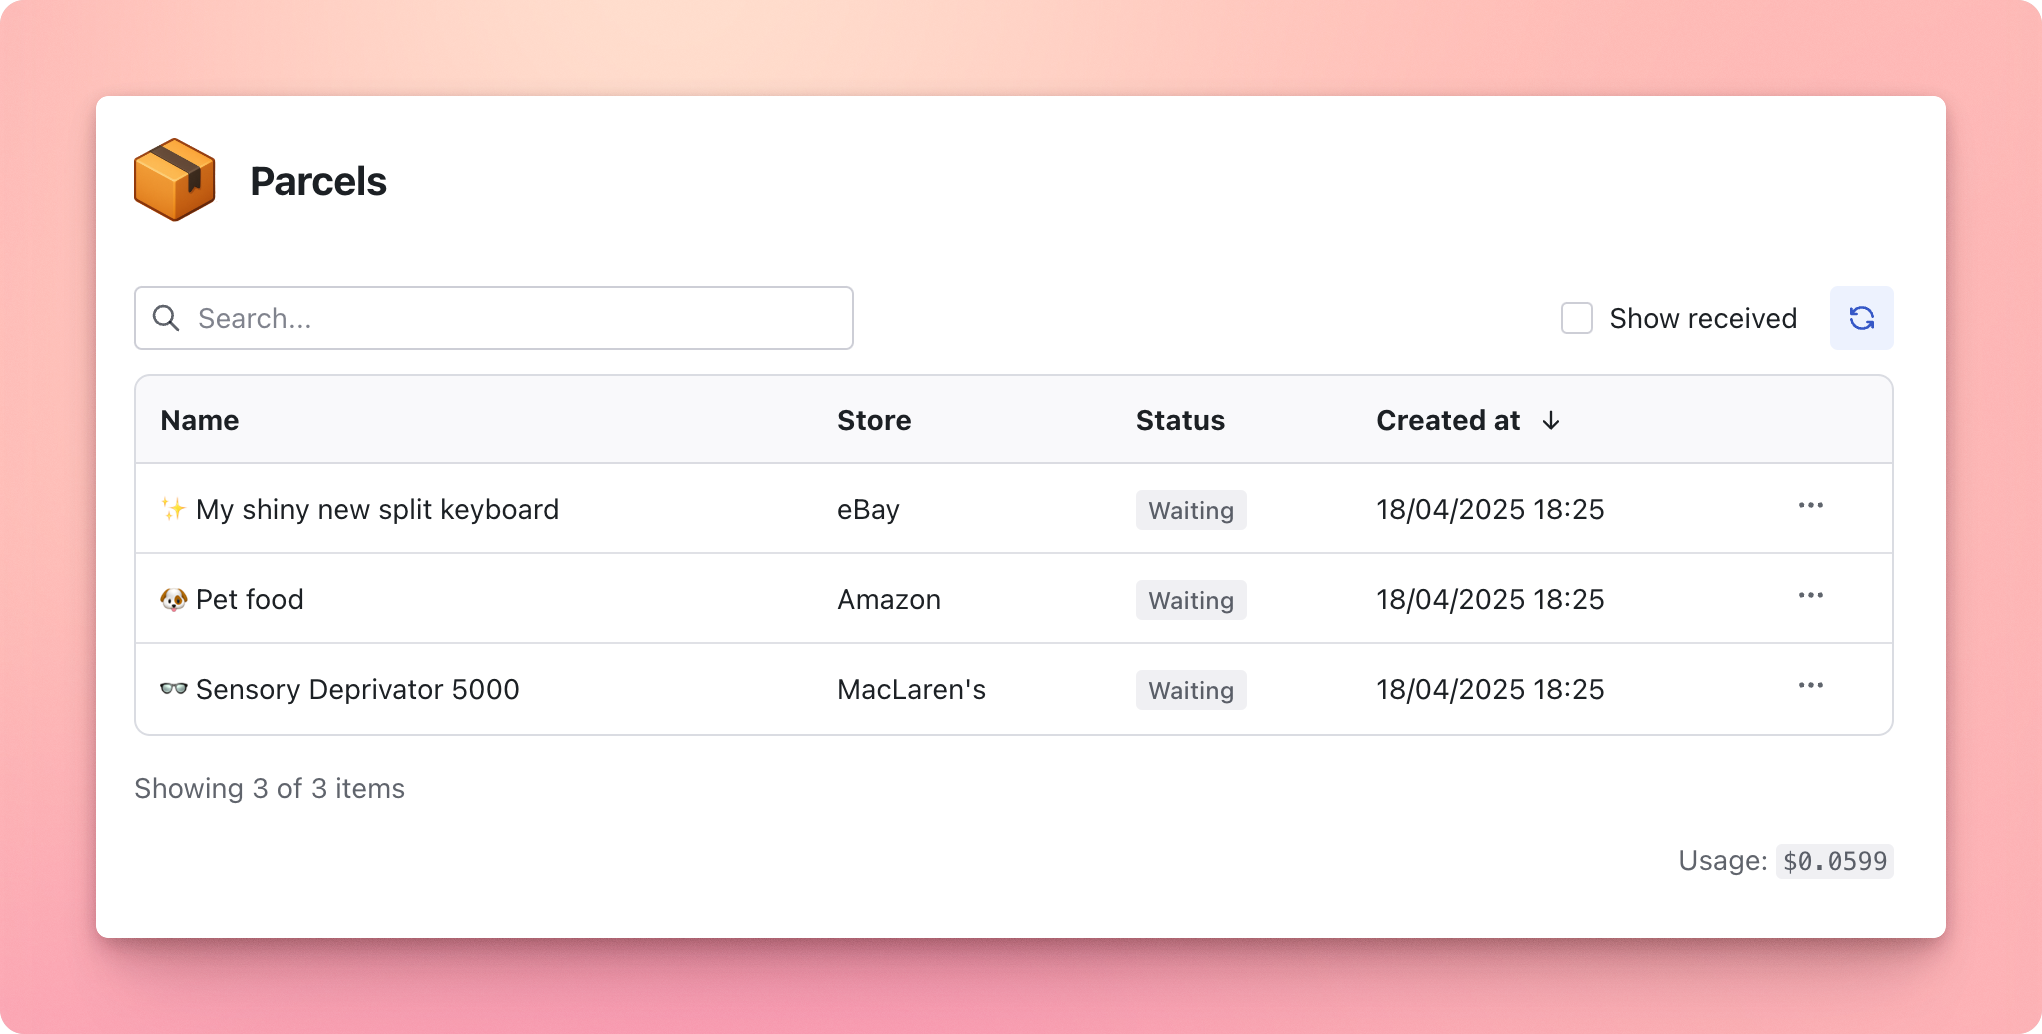 Parcels
Search...
Show received
Name Store Status Created at ↓
✨ My shiny new split keyboard eBay Waiting 18/04/2025 18:25 ···
🐶 Pet food Amazon Waiting 18/04/2025 18:25 ···
👓 Sensory Deprivator 5000 MacLaren's Waiting 18/04/2025 18:25 ···
Showing 3 of 3 items
Usage: $0.0599